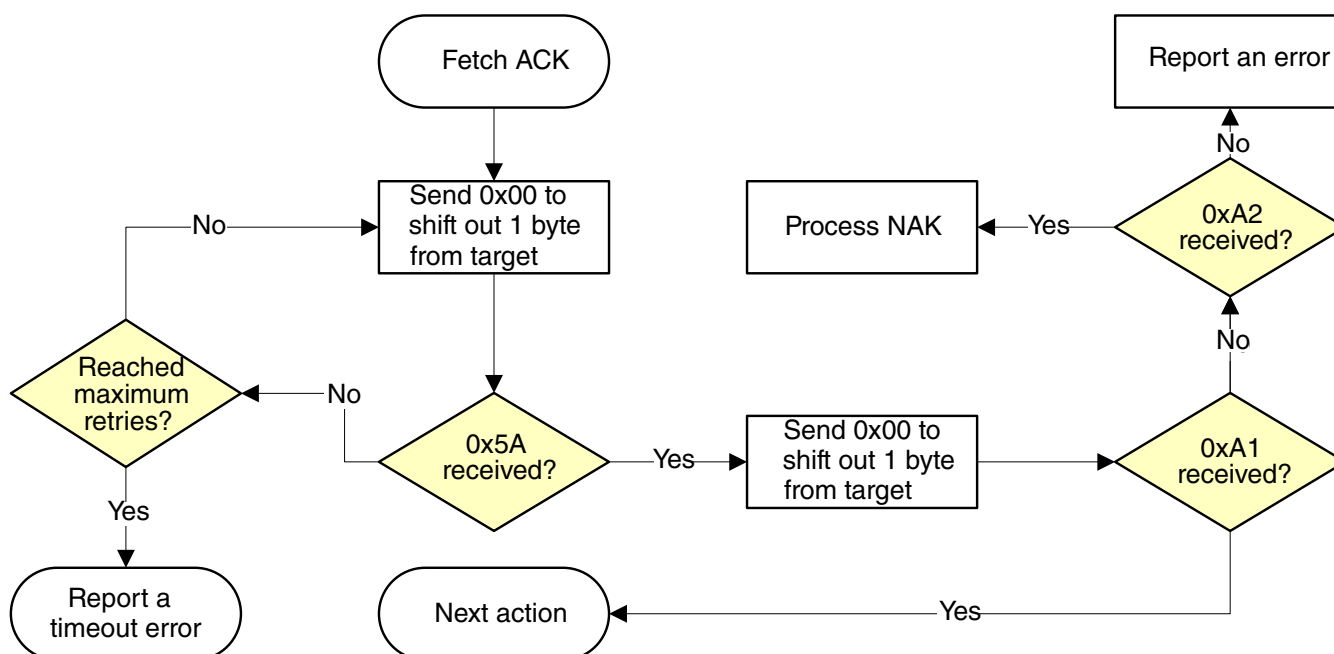 Fetch ACK
Report an error
No
Send 0x00 to
shift out 1 byte
from target
No
Process NAK
Yes
0xA2
received?
No
Reached
maximum
retries?
No
0x5A
received?
Yes
Send 0x00 to
shift out 1 byte
from target
0xA1
received?
Yes
Report a
timeout error
Next action
Yes